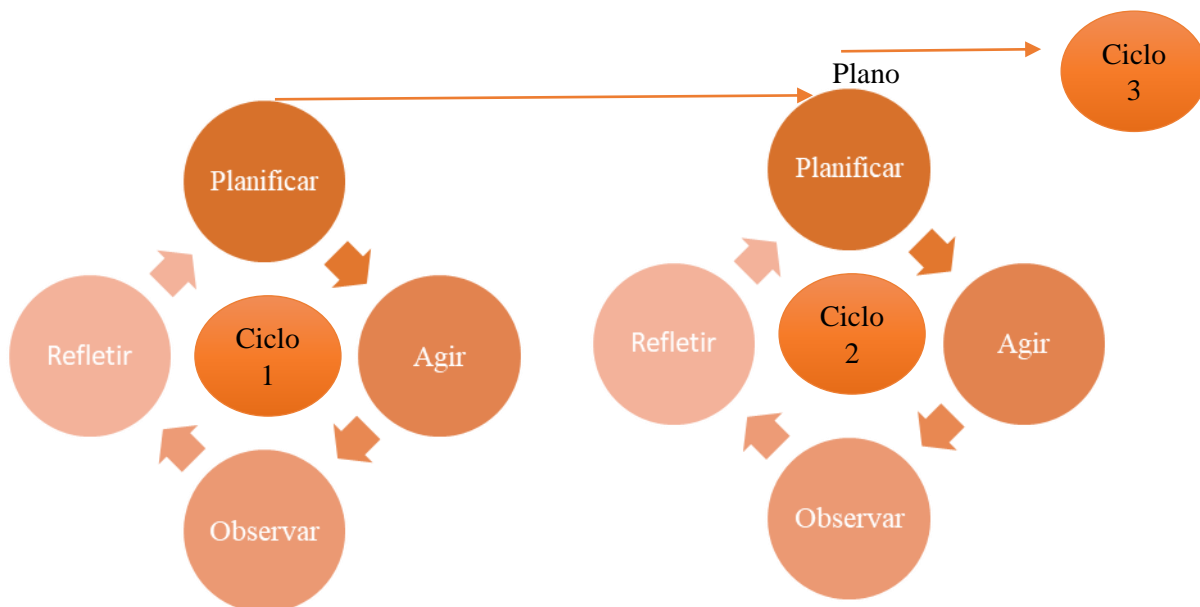 Planificar
Agir
Observar
Refletir
Ciclo
1
Plano
Planificar
Agir
Observar
Refletir
Ciclo
2
Ciclo
3